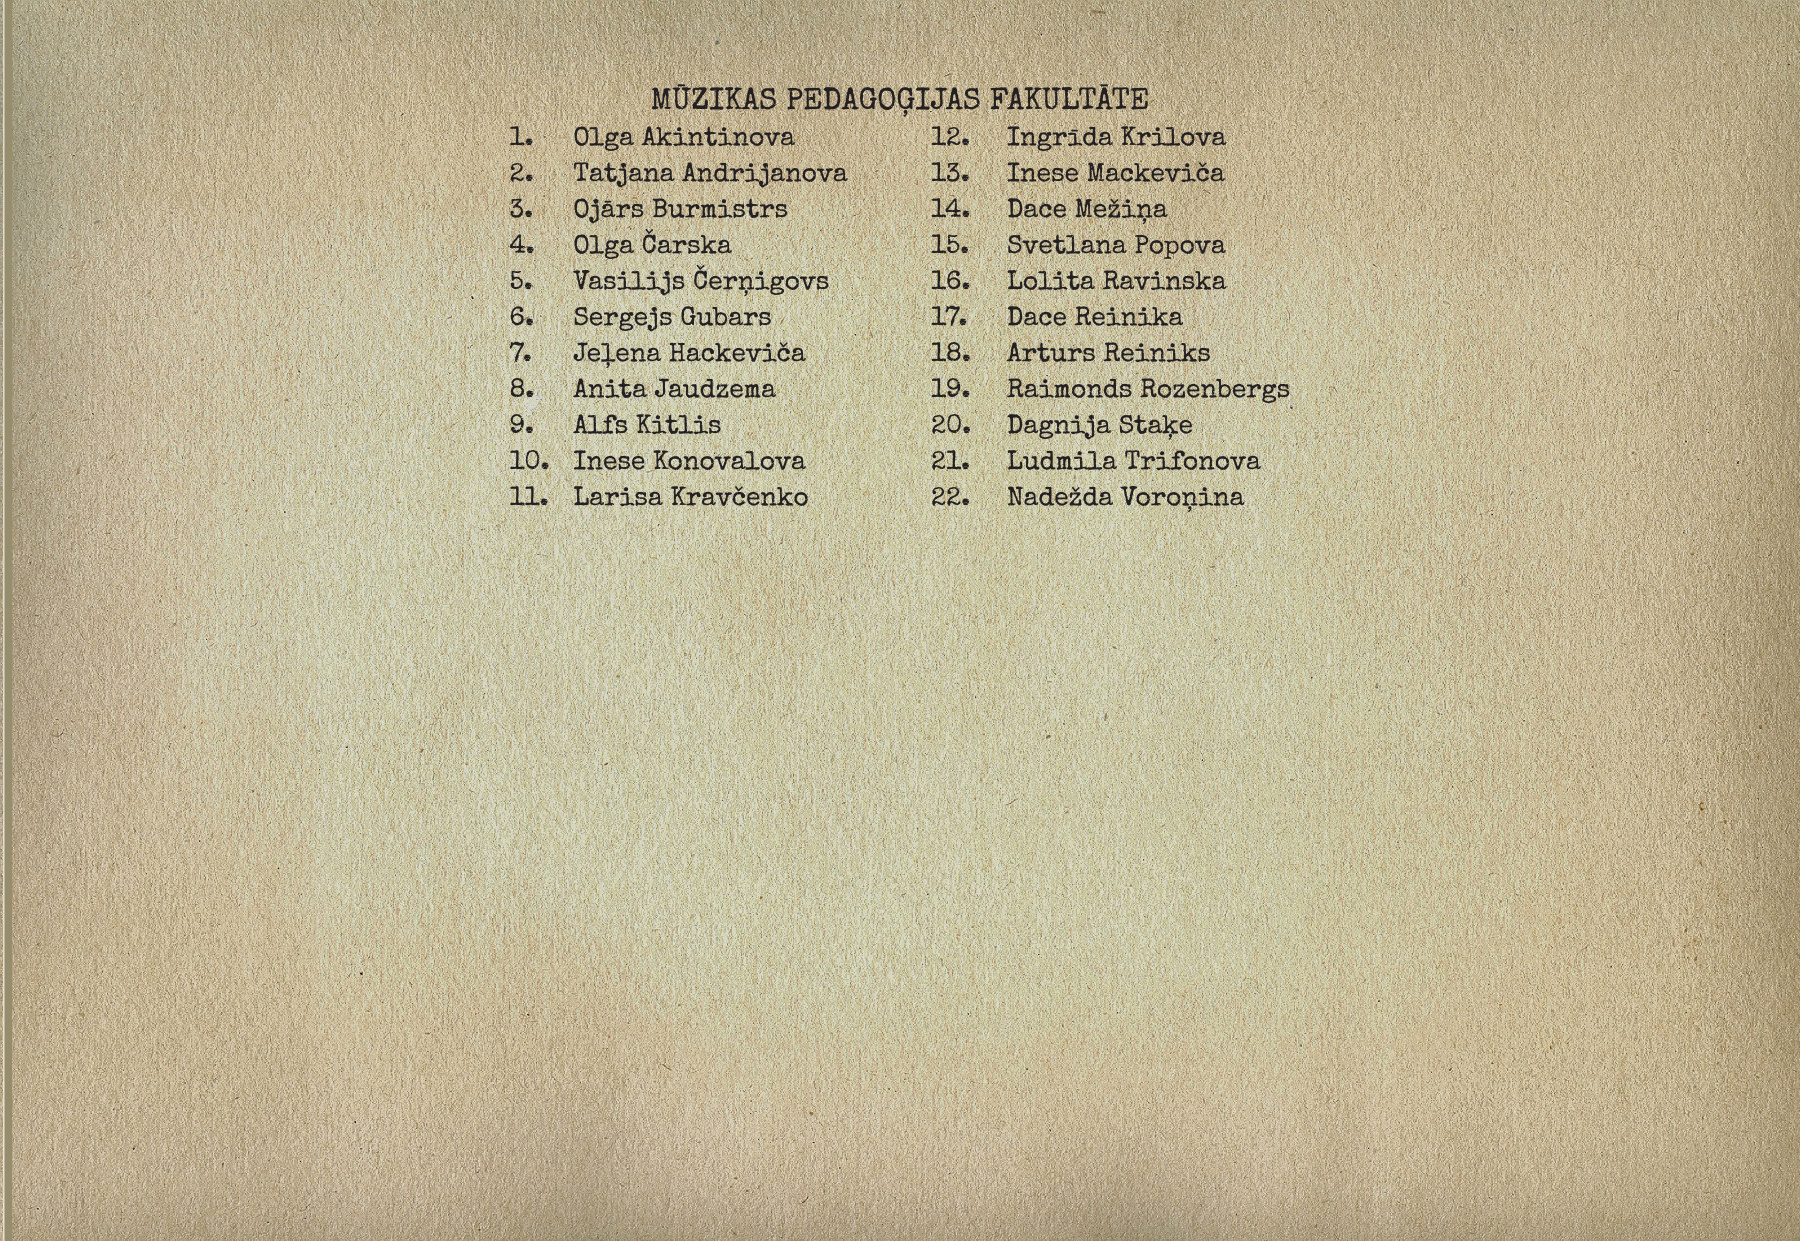 MŪZIKAS PEDAGOĢIJAS FAKULTĀTE
1. Olga Akintinova
2. Tatjana Andrijanova
3. Ojārs Burmistrs
4. Olga Čarska
5. Vasilijs Čerņigovs
6. Sergejs Gubars
7. Jeļena Hackeviča
8. Anita Jaudzema
9. Alfs Kitlis
10. Inese Konovalova
11. Larisa Kravčenko
12. Ingrīda Krilova
13. Inese Mackeviča
14. Dace Mežiņa
15. Svetlana Popova
16. Lolita Ravinska
17. Dace Reinika
18. Arturs Reiniks
19. Raimonds Rozenbergs
20. Dagnija Staķe
21. Ludmila Trifonova
22. Nadežda Voroņina